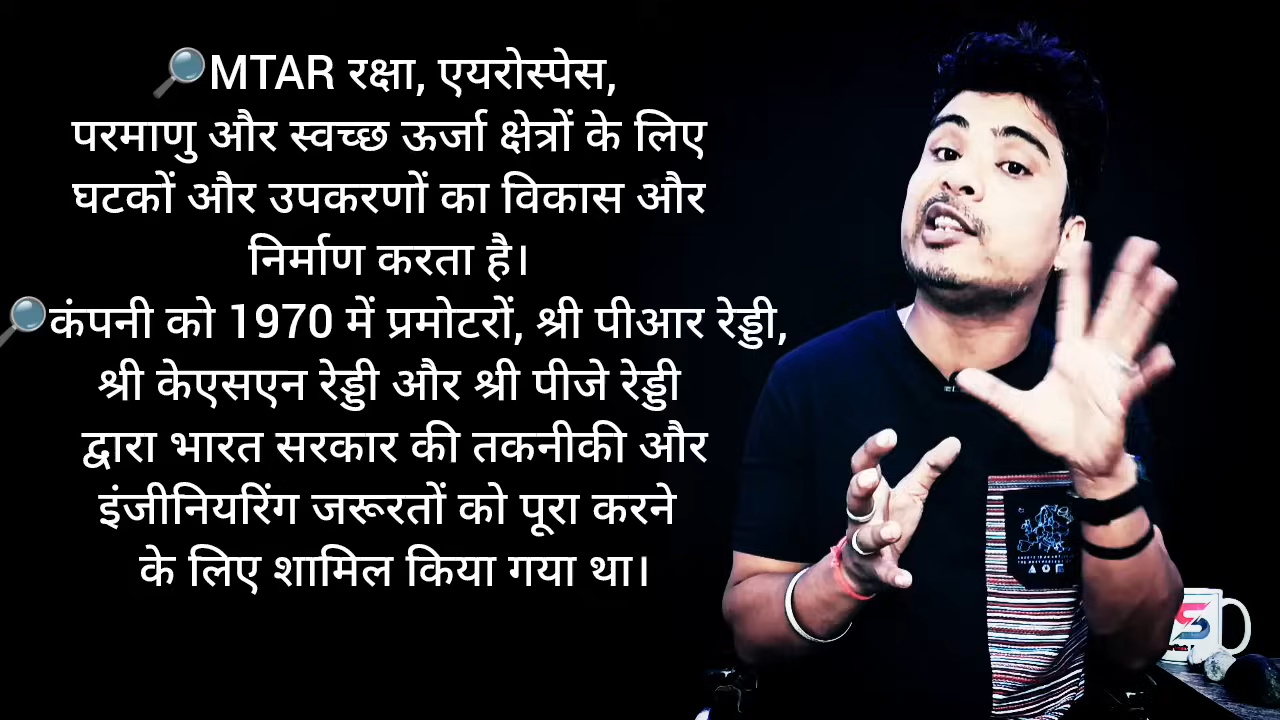 🔎MTAR रक्षा, एयरोस्पेस,
परमाणु और स्वच्छ ऊर्जा क्षेत्रों के लिए
घटकों और उपकरणों का विकास और
निर्माण करता है।
🔎कंपनी को 1970 में प्रमोटरों, श्री पीआर रेड्डी,
श्री केएसएन रेड्डी और श्री पीजे रेड्डी
द्वारा भारत सरकार की तकनीकी और
इंजीनियरिंग जरूरतों को पूरा करने
के लिए शामिल किया गया था।